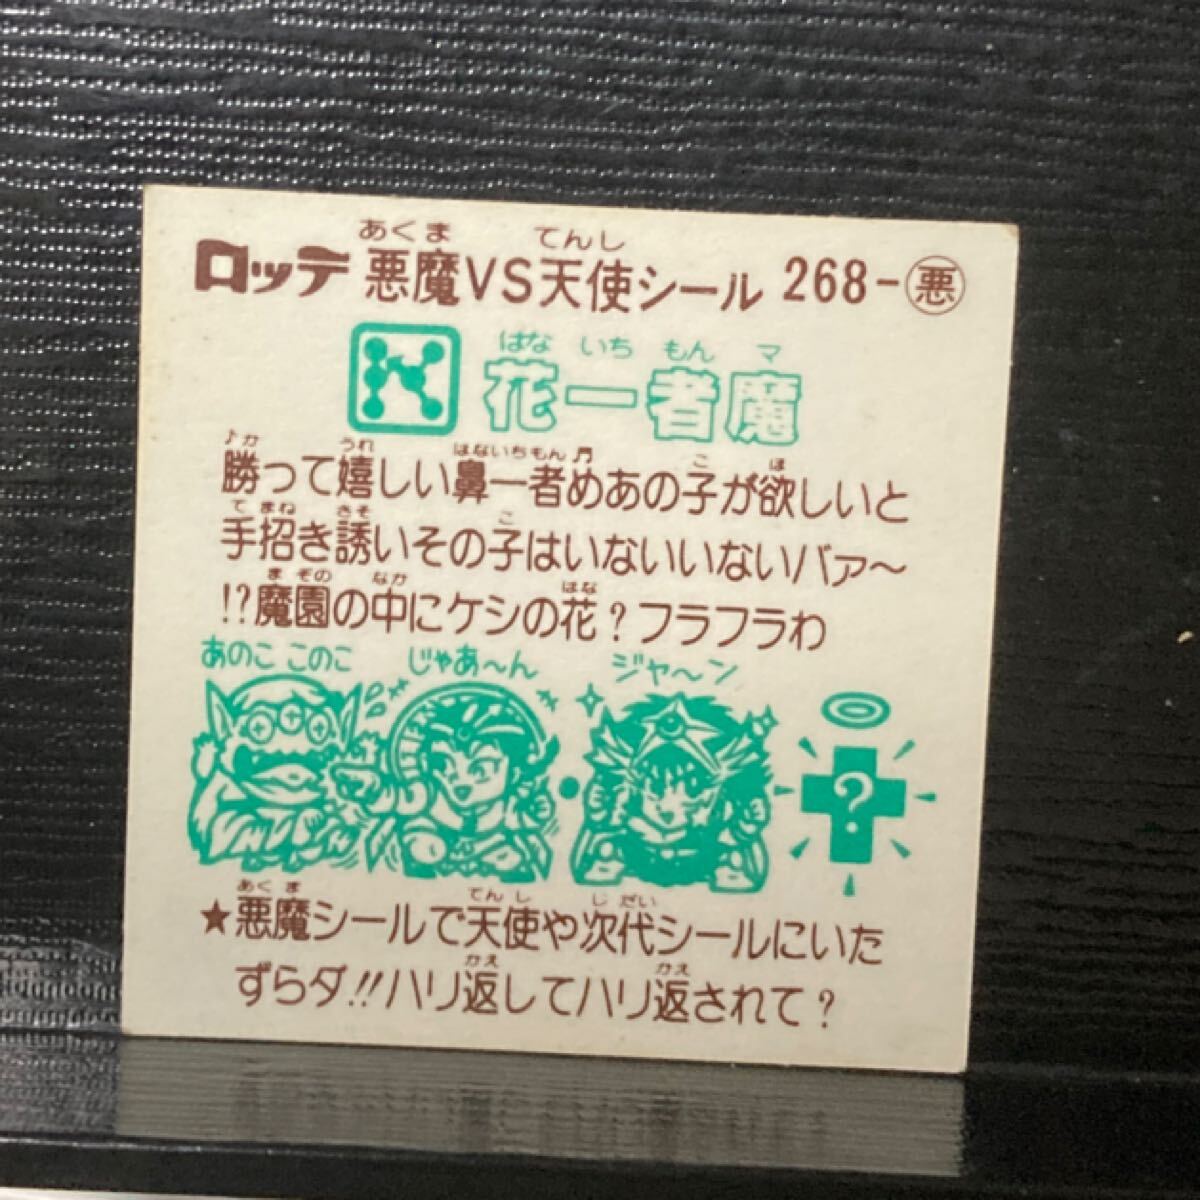 あくま てんし
ロッテ 悪魔VS天使シール 268-悪
はな いち もん マ
花一者魔
♪か うれ はないちもん♬ こ ほ
勝って嬉しい鼻一者めあの子が欲しいと
て まね きそ こ
手招き誘いその子はいないいないバァ〜
ま ぞの なか はな
!?魔園の中にケシの花?フラフラわ
あのこ このこ じゃあ〜ん ジャ〜ン
?
あく ま てん し じ だい
★悪魔シールで天使や次代シールにいた
かえ かえ
ずらダ!!ハリ返してハリ返されて?